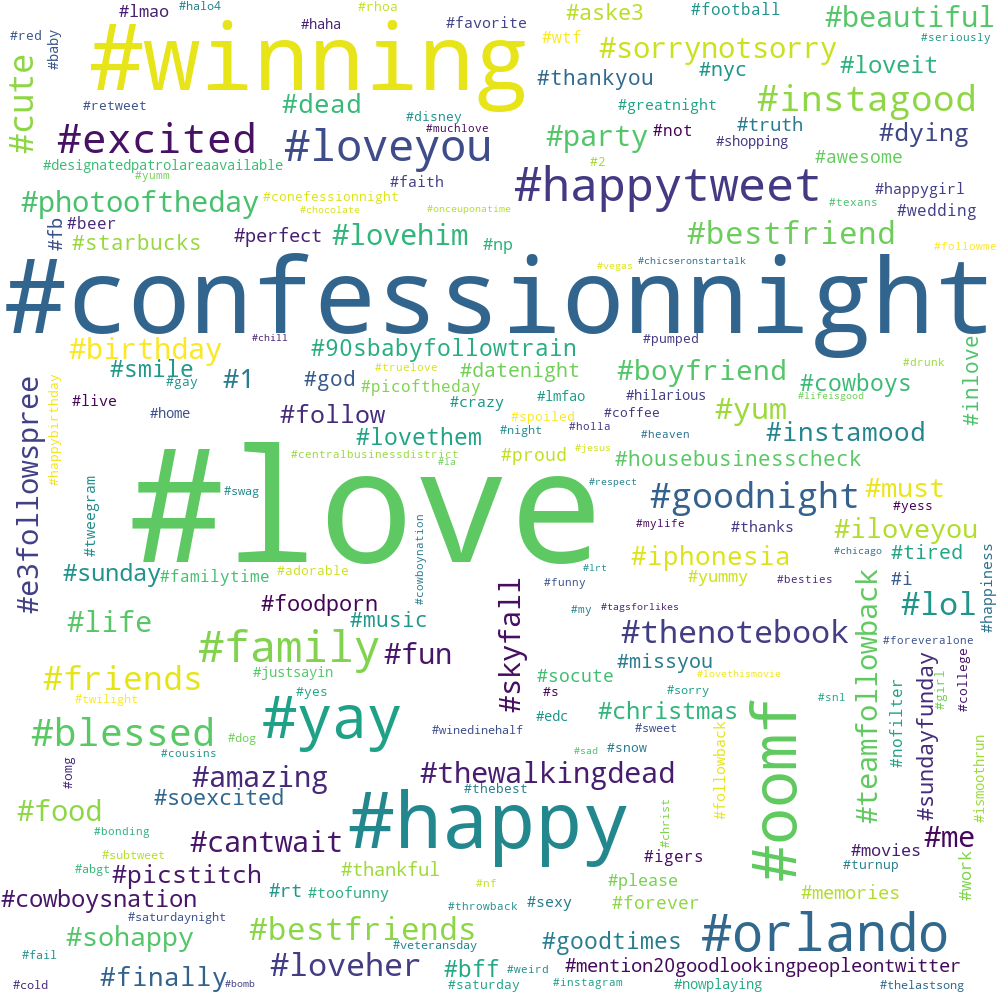 #lmao
#halo4
#haha
#rhoa
#favorite
#aske3
#football
#beautiful
#red
#baby
#winning
#wtf
#sorrynotsorry
#seriously
#cute
#thankyou
#nyc
#loveit
#retweet
#dead
#disney
#greatnight
#instagood
#excited
#loveyou
#muchlove
#party
#not
#truth
#shopping
#dying
#designatedpatrolareaavailable
#yumm
#faith
#happytweet
#2
#awesome
#happygirl
#photooftheday
#conefessionnight
#chocolate
#onceuponatime
#texans
#wedding
#fb
#beer
#starbucks
#perfect
#lovehim
#np
#bestfriend
#followme
#confessionnight
#vegas
#chicseronstartalk
#birthday
#chill
#90sbabyfollowtrain
#pumped
#inlove
#smile
#gay
#1
#god
#truelove
#picoftheday
#datenight
#boyfriend
#cowboys
#drunk
#e3followspree
#happybirthday
#live
#home
#follow
#crazy
#lmfao
#hilarious
#yum
#lifeisgood
#spoiled
#coffee
#lovethem
#night
#holla
#heaven
#instamood
#love
#centralbusinessdistrict
#la
#proud
#jesus
#housebusinesscheck
#tweegram
#swag
#respect
#goodnight
#must
#yess
#mylife
#thanks
#iloveyou
#cowboynation
#iphonesia
#chicago
#tired
#happiness
#sunday
#familytime
#adorable
#lrt
#yummy
#besties
#i
#funny
#foodporn
#skyfall
#my
#tagsforlikes
#teamfollowback
#lol
#life
#music
#thenotebook
#foreveralone
#family
#fun
#missyou
#sundayfunday
#college
#friends
#justsayin
#socute
#lovethismovie
#girl
#twilight
#yes
#s
#sorry
#snl
#nofilter
#blessed
#dog
#yay
#edc
#christmas
#oomf
#winedinehalf
#sweet
#followback
#ismoothrun
#cousins
#sad
#snow
#omg
#amazing
#thewalkingdead
#soexcited
#thebest
#food
#happy
#christ
#bonding
#cantwait
#me
#subtweet
#igers
#movies
#abgt
#picstitch
#thankful
#turnup
#work
#rt
#toofunny
#nf
#please
#cowboysnation
#memories
#throwback
#sexy
#forever
#saturdaynight
#sohappy
#bestfriends
#veteransday
#goodtimes
#orlando
#fail
#finally
#loveher
#bff
#weird
#mention20goodlookingpeopleontwitter
#cold
#bomb
#saturday
#instagram
#nowplaying
#thelastsong